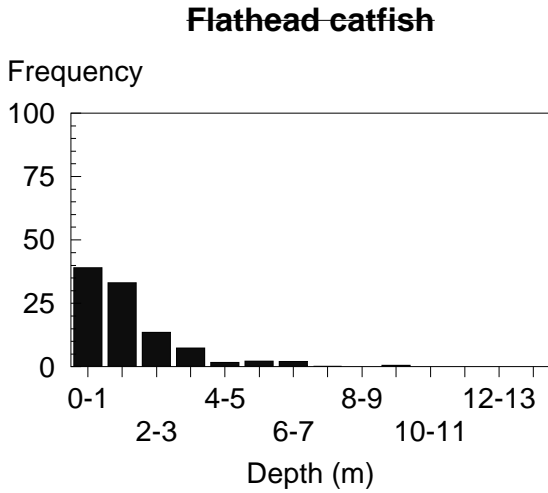 Flathead catfish
Frequency
100
75
50
25
0
0-1 4-5 8-9 12-13
2-3 6-7 10-11
Depth (m)